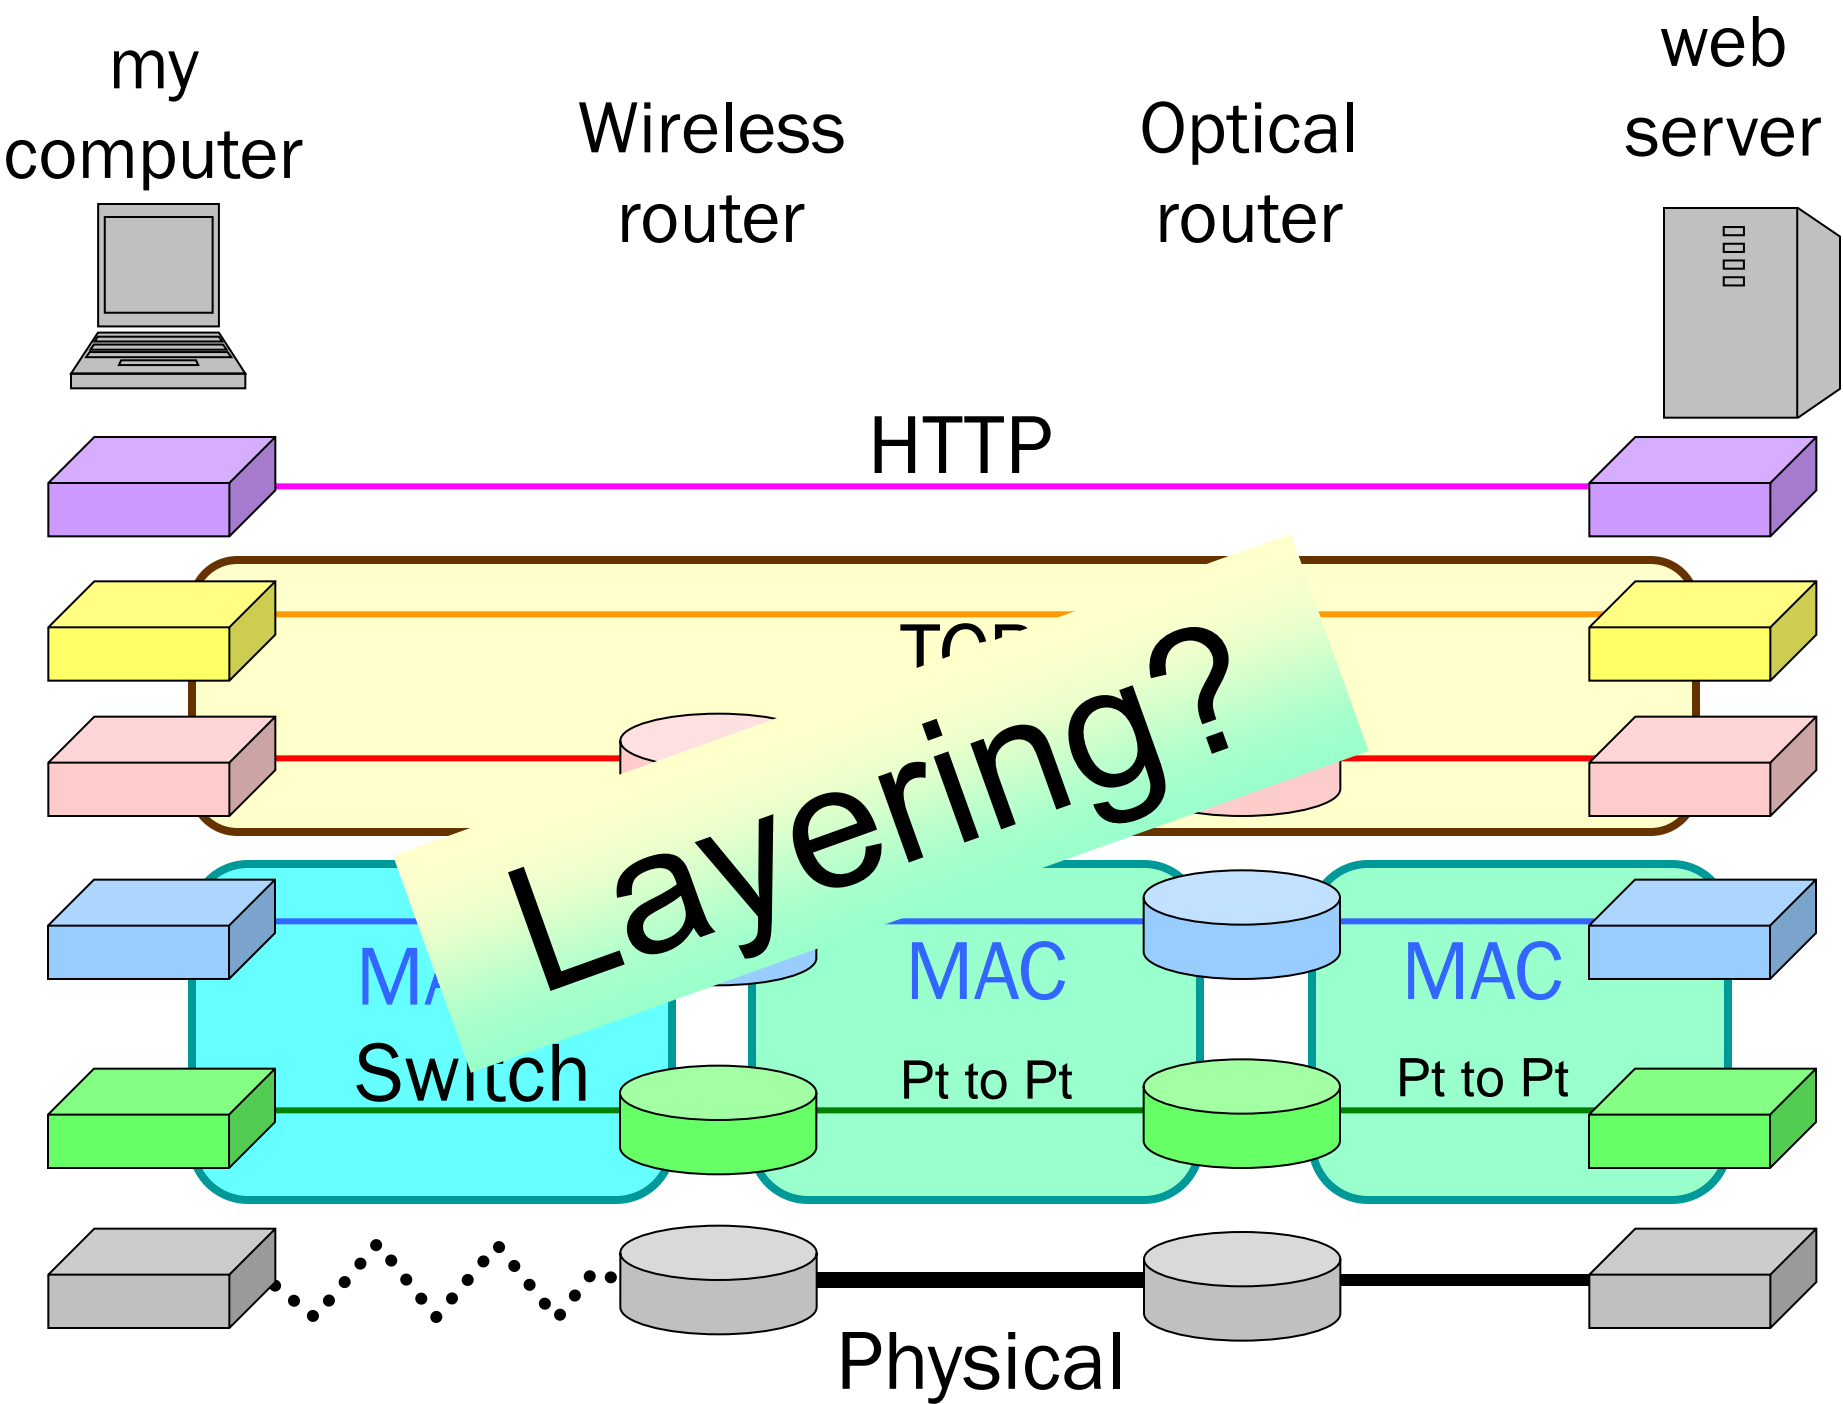 my
computer
Wireless
router
Optical
router
web
server
HTTP
TCP
Layering?
MAC
MAC
Switch
Pt to Pt
Pt to Pt
Physical